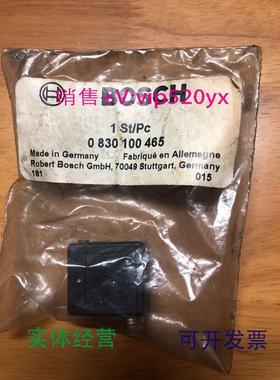 BOSCH
销售+V:vip520yx
1 St/Pc
0 830 100 465
Made in Germany Fabriqué en Allemagne
Robert Bosch GmbH, 70049 Stuttgart, Germany
181 015
实体经营 可开发票